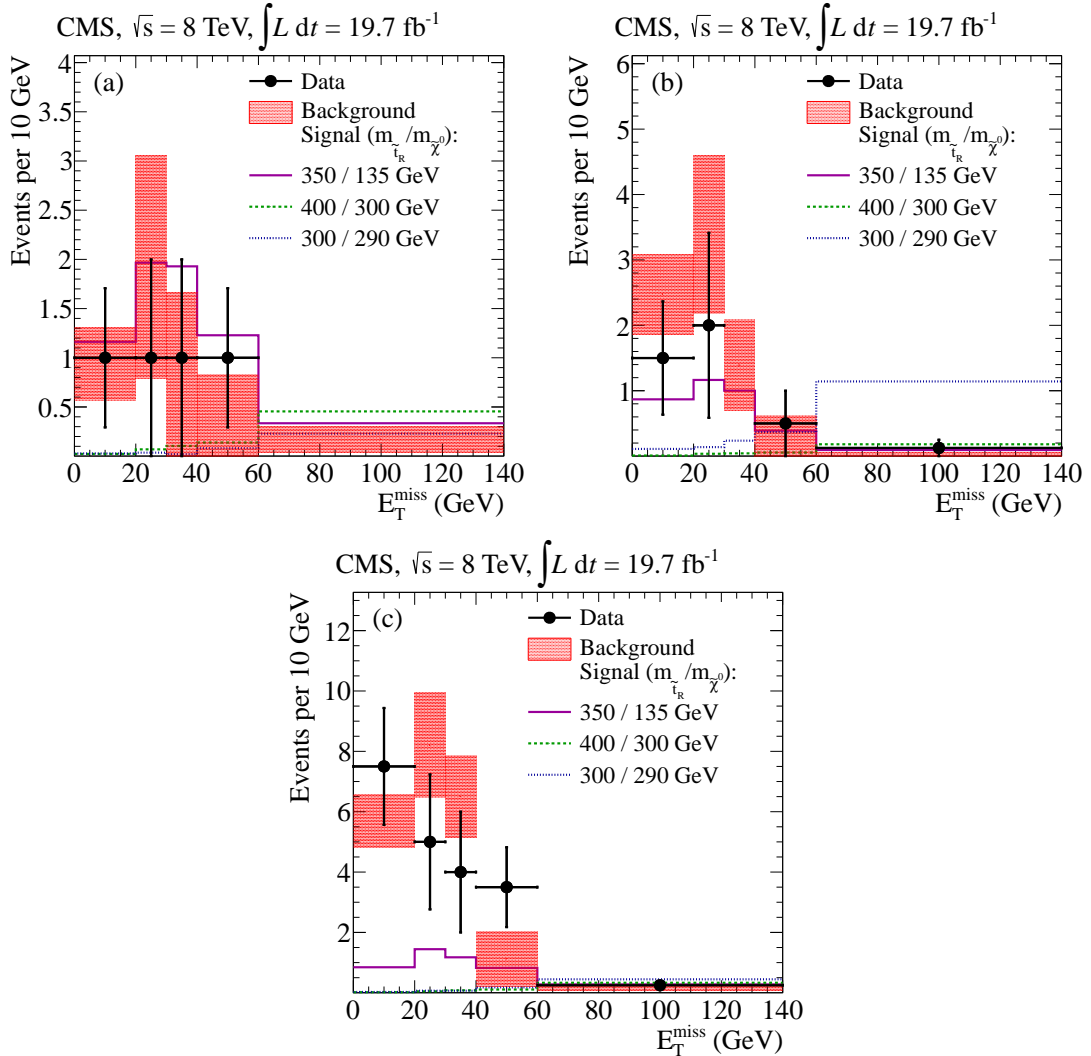 CMS, √s = 8 TeV, ∫L dt = 19.7 fb⁻¹
(a)
Data
Background
Signal (m_t̃_R/m_χ̃⁰):
350 / 135 GeV
400 / 300 GeV
300 / 290 GeV
Events per 10 GeV
4
3.5
3
2.5
2
1.5
1
0.5
0 20 40 60 80 100 120 140
E_T^miss (GeV)
CMS, √s = 8 TeV, ∫L dt = 19.7 fb⁻¹
(b)
Data
Background
Signal (m_t̃_R/m_χ̃⁰):
350 / 135 GeV
400 / 300 GeV
300 / 290 GeV
Events per 10 GeV
6
5
4
3
2
1
0 20 40 60 80 100 120 140
E_T^miss (GeV)
CMS, √s = 8 TeV, ∫L dt = 19.7 fb⁻¹
(c)
Data
Background
Signal (m_t̃_R/m_χ̃⁰):
350 / 135 GeV
400 / 300 GeV
300 / 290 GeV
Events per 10 GeV
12
10
8
6
4
2
0 20 40 60 80 100 120 140
E_T^miss (GeV)